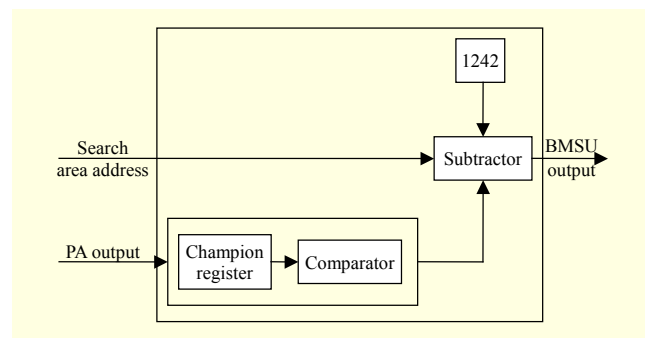 1242
Search
area address
Subtractor
BMSU
output
PA output
Champion
register
Comparator